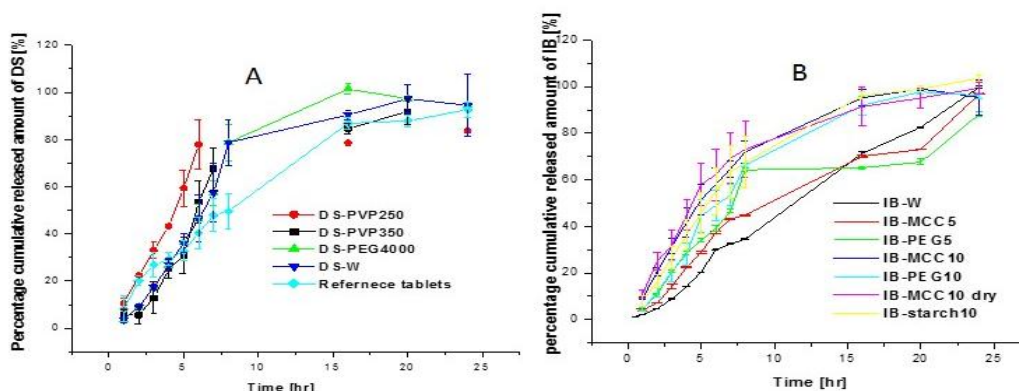 A
Percentage cumulative released amount of DS [%]
120
100
80
60
40
20
0
DS-PVP250
DS-PVP350
DS-PEG4000
DS-W
Refernece tablets
0 5 10 15 20 25
Time [hr]
B
percentage cumulative released amount of IB [%]
120
100
80
60
40
20
0
IB-W
IB-MCC5
IB-PEG5
IB-MCC10
IB-PEG10
IB-MCC10 dry
IB-starch10
0 5 10 15 20 25
Time [hr]